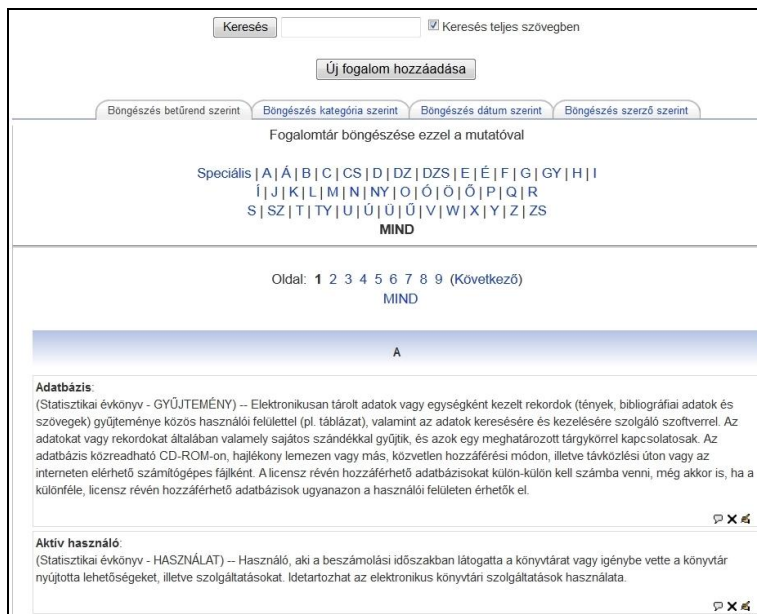 Keresés Keresés teljes szövegben
Új fogalom hozzáadása
Böngészés betűrend szerint Böngészés kategória szerint Böngészés dátum szerint Böngészés szerző szerint
Fogalomtár böngészése ezzel a mutatóval
Speciális | A | Á | B | C | CS | D | DZ | DZS | E | É | F | G | GY | H | I
Í | J | K | L | M | N | NY | O | Ó | Ö | Ő | P | Q | R
S | SZ | T | TY | U | Ú | Ü | Ű | V | W | X | Y | Z | ZS
MIND
Oldal: 1 2 3 4 5 6 7 8 9 (Következő)
MIND
A
Adatbázis:
(Statisztikai évkönyv - GYŰJTEMÉNY) -- Elektronikusan tárolt adatok vagy egységként kezelt rekordok (tények, bibliográfiai adatok és
szövegek) gyűjteménye közös használói felülettel (pl. táblázat), valamint az adatok keresésére és kezelésére szolgáló szoftverrel. Az
adatokat vagy rekordokat általában valamely sajátos szándékkal gyűjtik, és azok egy meghatározott tárgykörrel kapcsolatosak. Az
adatbázis közreadható CD-ROM-on, hajlékony lemezen vagy más, közvetlen hozzáférési módon, illetve távközlési úton vagy az
interneten elérhető számítógépes fájlként. A licensz révén hozzáférhető adatbázisokat külön-külön kell számba venni, még akkor is, ha a
különféle, licensz révén hozzáférhető adatbázisok ugyanazon a használói felületen érhetők el.
Aktív használó:
(Statisztikai évkönyv - HASZNÁLAT) -- Használó, aki a beszámolási időszakban látogatta a könyvtárat vagy igénybe vette a könyvtár
nyújtotta lehetőségeket, illetve szolgáltatásokat. Idetartozhat az elektronikus könyvtári szolgáltatások használata.